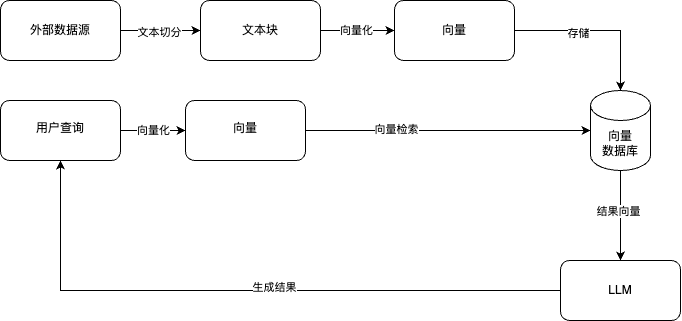 外部数据源
文本切分
文本块
向量化
向量
存储
用户查询
向量化
向量
向量检索
向量
数据库
结果向量
生成结果
LLM